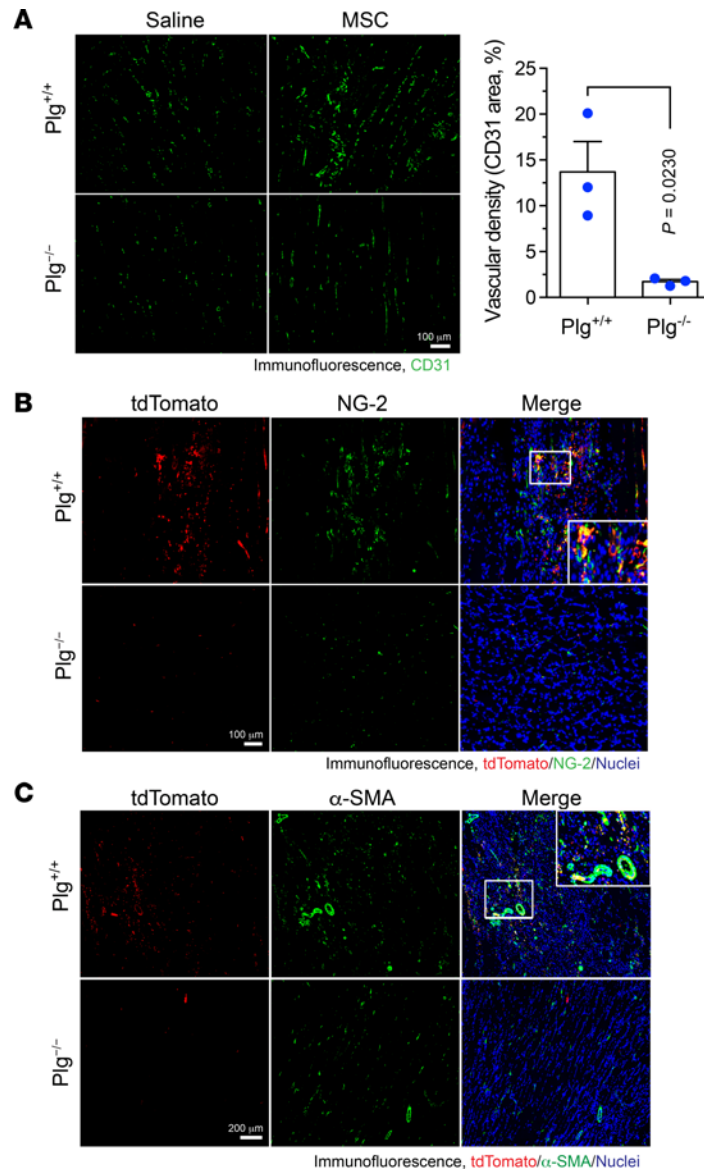 A
Saline MSC
Plg+/+
Plg−/−
100 μm
Immunofluorescence, CD31
Vascular density (CD31 area, %)
25
20
15
10
5
0
P = 0.0230
Plg+/+ Plg-/-
B
tdTomato NG-2 Merge
Plg+/+
Plg−/−
100 μm
Immunofluorescence, tdTomato/NG-2/Nuclei
C
tdTomato α-SMA Merge
Plg+/+
Plg−/−
200 μm
Immunofluorescence, tdTomato/α-SMA/Nuclei